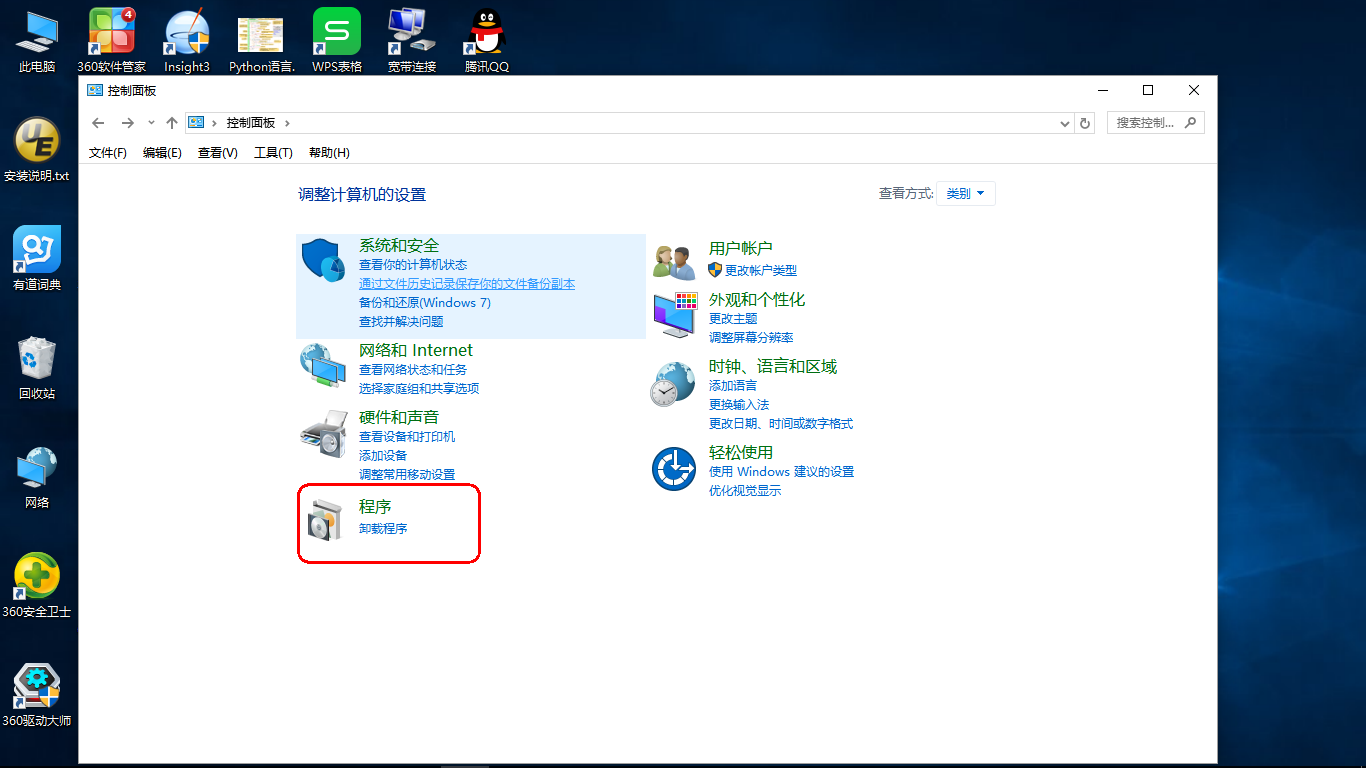 此电脑
4
360软件管家
Insight3
Python语言.
WPS表格
宽带连接
腾讯QQ
安装说明.txt
有道词典
回收站
网络
360安全卫士
360驱动大师
控制面板
控制面板
搜索控制...
文件(F) 编辑(E) 查看(V) 工具(T) 帮助(H)
调整计算机的设置
查看方式: 类别
系统和安全
查看你的计算机状态
通过文件历史记录保存你的文件备份副本
备份和还原(Windows 7)
查找并解决问题
网络和 Internet
查看网络状态和任务
选择家庭组和共享选项
硬件和声音
查看设备和打印机
添加设备
调整常用移动设置
程序
卸载程序
用户帐户
更改帐户类型
外观和个性化
更改主题
调整屏幕分辨率
时钟、语言和区域
添加语言
更换输入法
更改日期、时间或数字格式
轻松使用
使用 Windows 建议的设置
优化视觉显示